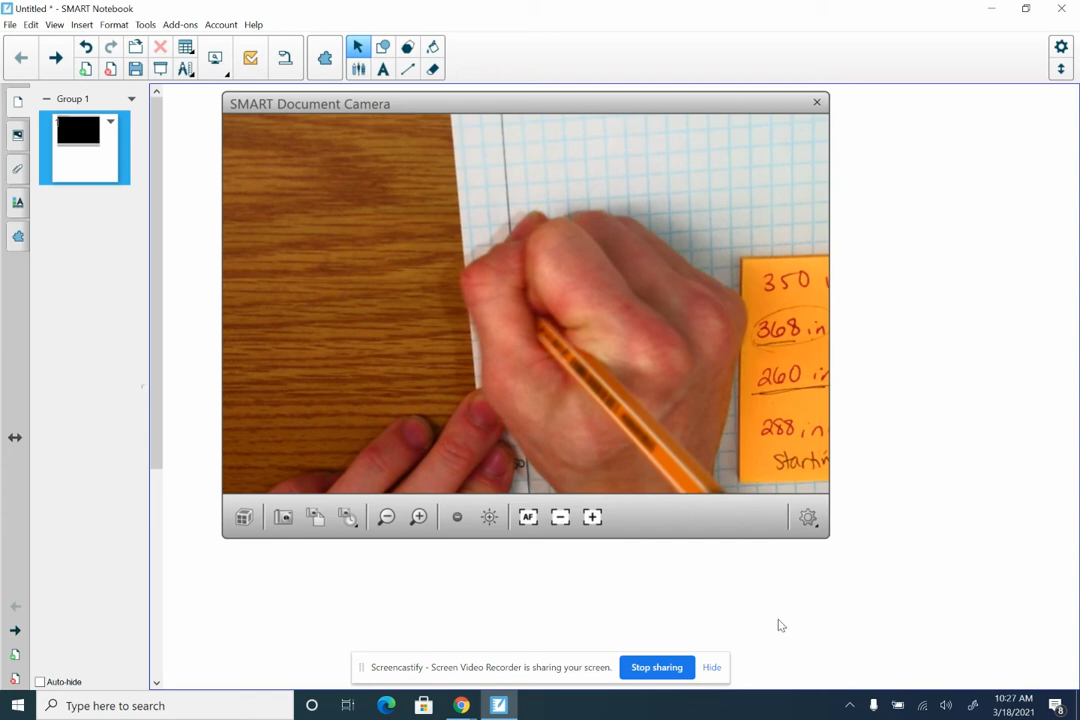 Untitled * - SMART Notebook
File Edit View Insert Format Tools Add-ons Account Help
Group 1
SMART Document Camera
350
368 in
260 in
288 in
startin
AF
Auto-hide
Screencastify - Screen Video Recorder is sharing your screen.
Stop sharing
Hide
Type here to search
10:27 AM
3/18/2021
8